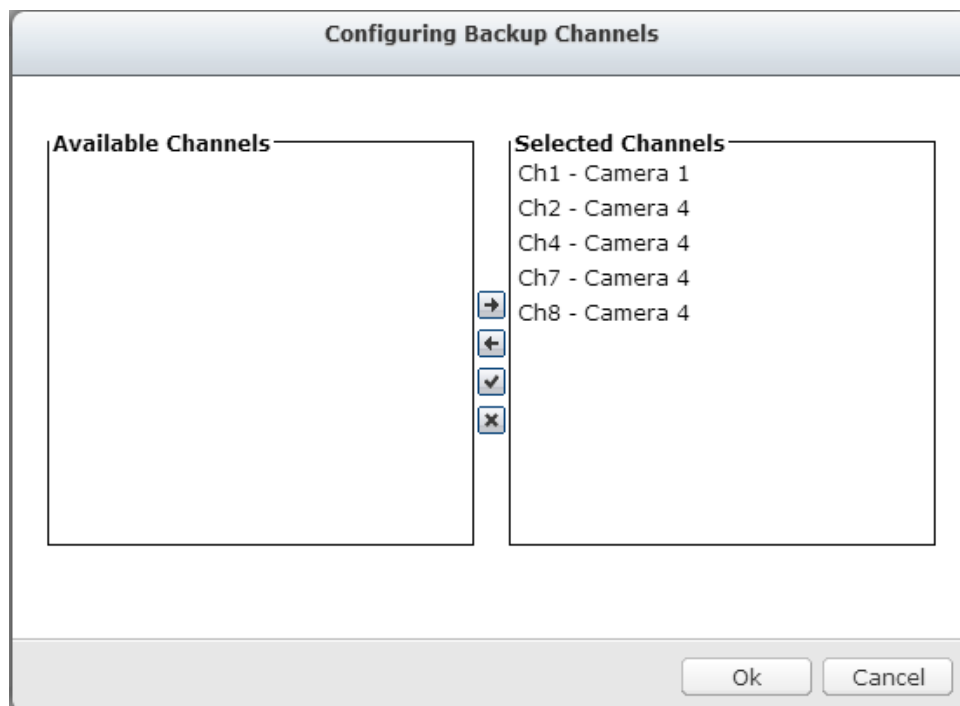 Configuring Backup Channels
Available Channels
Selected Channels
Ch1 - Camera 1
Ch2 - Camera 4
Ch4 - Camera 4
Ch7 - Camera 4
Ch8 - Camera 4
Ok
Cancel